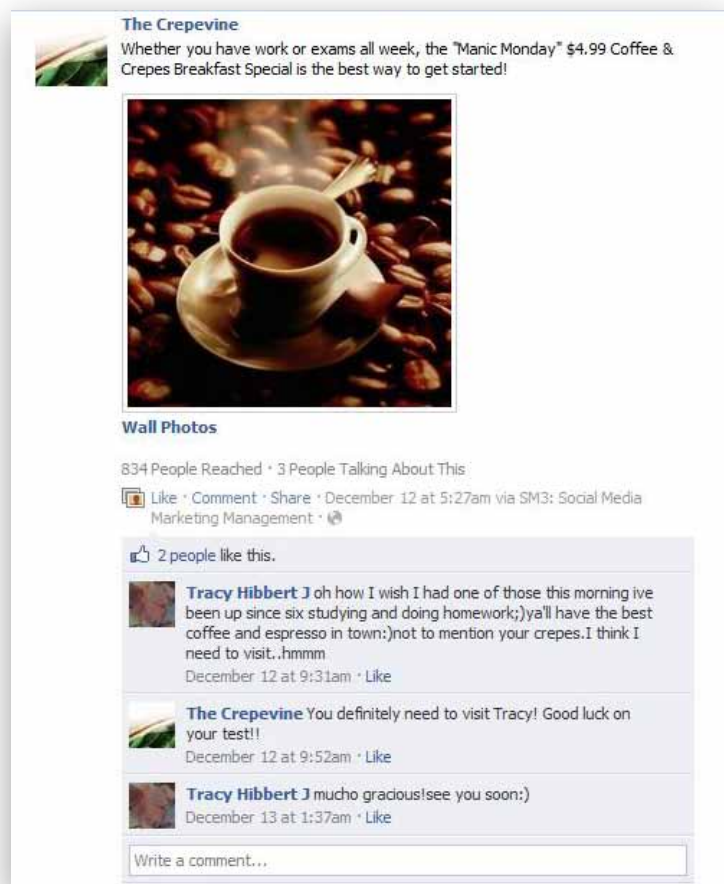 The Crepevine
Whether you have work or exams all week, the "Manic Monday" $4.99 Coffee &
Crepes Breakfast Special is the best way to get started!
Wall Photos
834 People Reached · 3 People Talking About This
Like · Comment · Share · December 12 at 5:27am via SM3: Social Media
Marketing Management ·
2 people like this.
Tracy Hibbert J oh how I wish I had one of those this morning ive
been up since six studying and doing homework;)ya'll have the best
coffee and espresso in town:)not to mention your crepes.I think I
need to visit..hmmm
December 12 at 9:31am · Like
The Crepevine You definitely need to visit Tracy! Good luck on
your test!!
December 12 at 9:52am · Like
Tracy Hibbert J mucho gracious!see you soon:)
December 13 at 1:37am · Like
Write a comment...